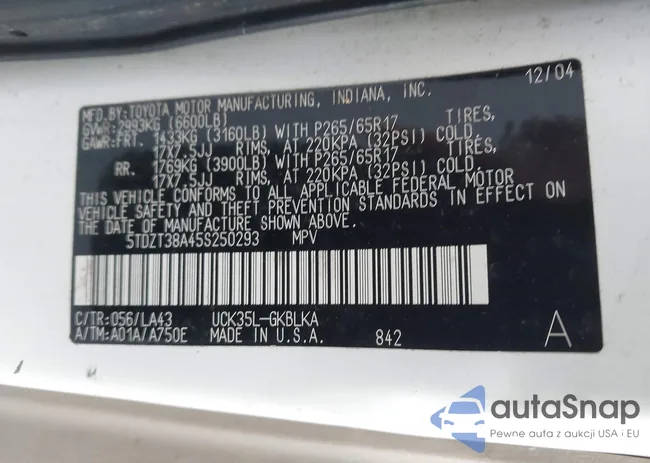 12/04
MFD.BY:TOYOTA MOTOR MANUFACTURING, INDIANA, INC.
GVWR: 2993KG (6600LB)
GAWR:FRT. 1433KG (3160LB) WITH P265/65R17 TIRES,
17X7.5JJ RIMS, AT 220KPA (32PSI) COLD.
RR. 1769KG (3900LB) WITH P265/65R17 TIRES,
17X7.5JJ RIMS, AT 220KPA (32PSI) COLD.
THIS VEHICLE CONFORMS TO ALL APPLICABLE FEDERAL MOTOR
VEHICLE SAFETY AND THEFT PREVENTION STANDARDS IN EFFECT ON
THE DATE OF MANUFACTURE SHOWN ABOVE.
5TDZT38A45S250293 MPV
C/TR:056/LA43 UCK35L-GKBLKA
A/TM:A01A/A750E MADE IN U.S.A. 842 A
autaSnap
Pewne auta z aukcji USA i EU